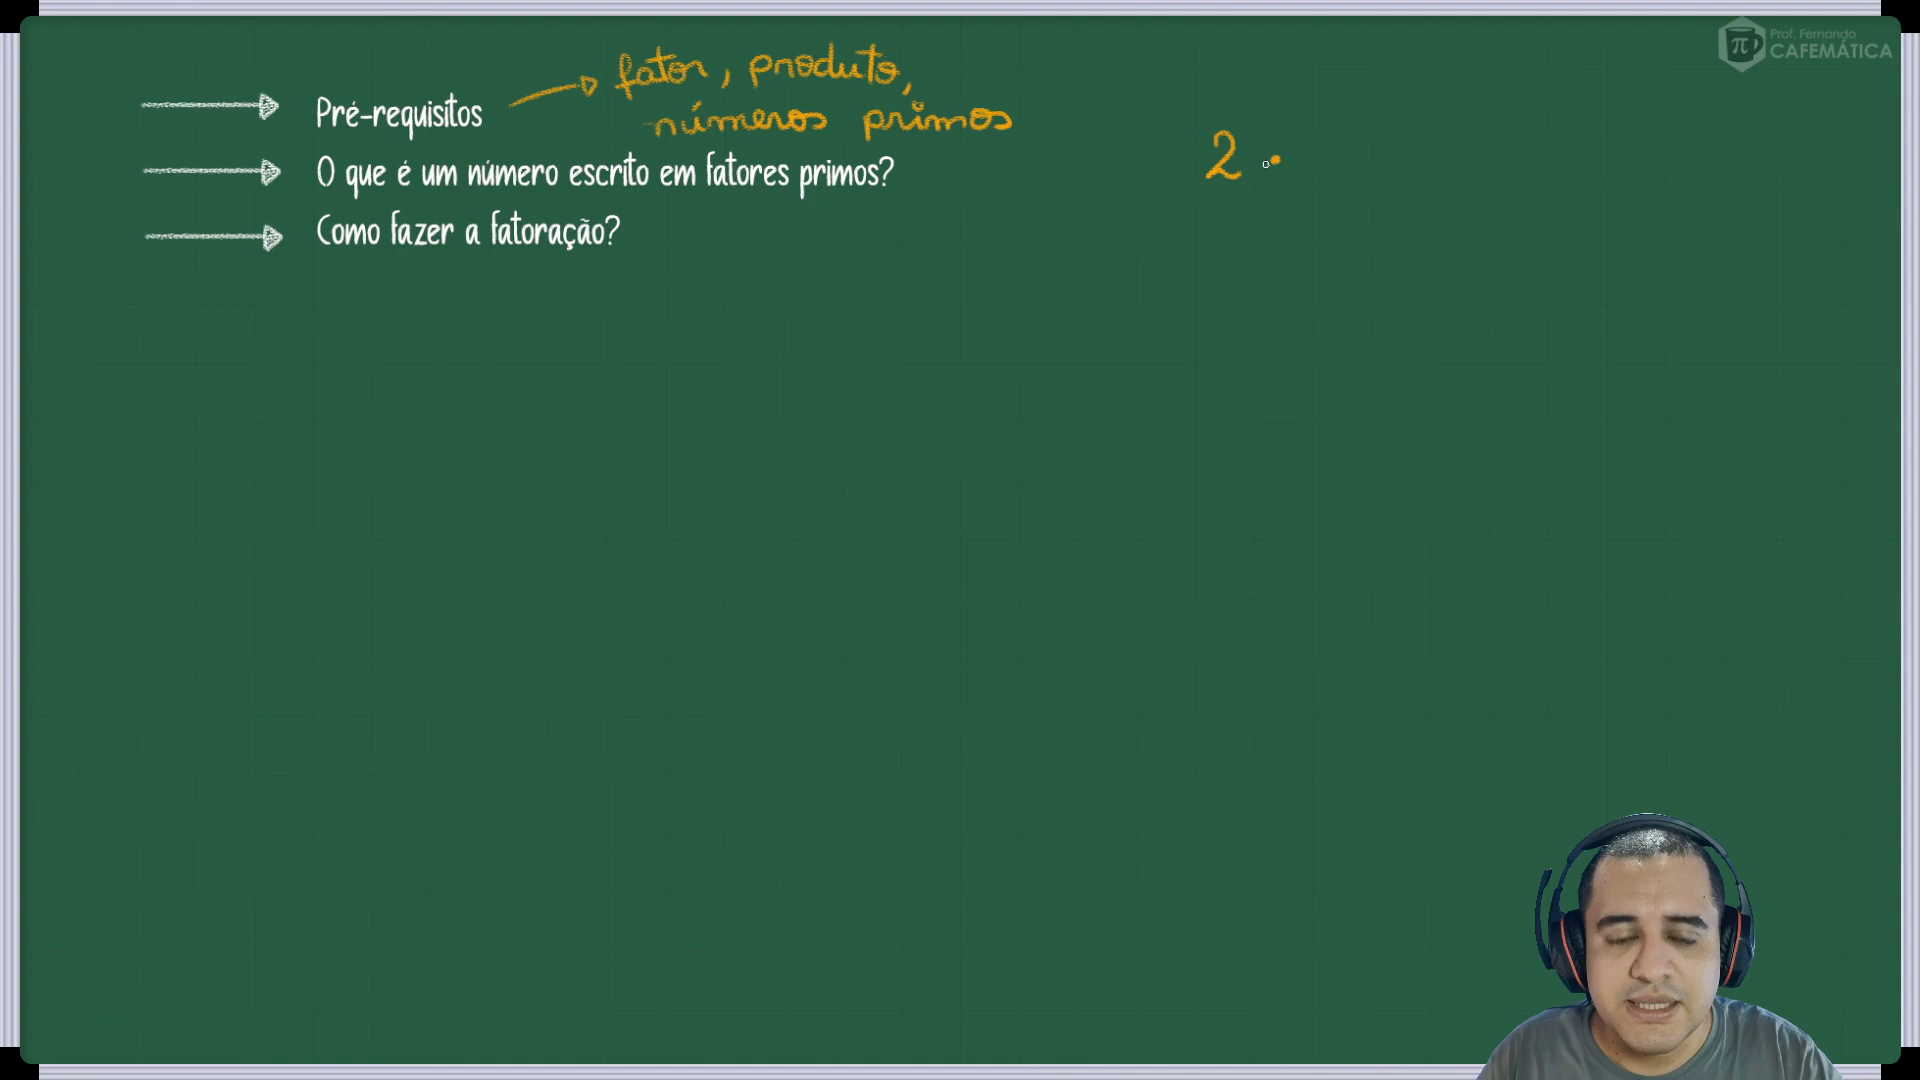 Prof. Fernando
CAFEMÁTICA
fator, produto,
Pré-requisitos
números primos
O que é um número escrito em fatores primos?
2 ·
Como fazer a fatoração?